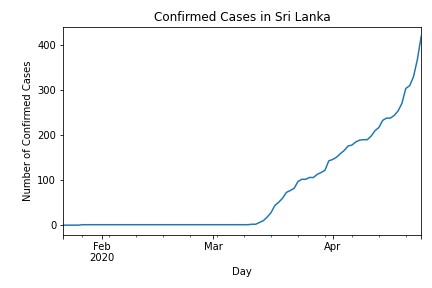 Confirmed Cases in Sri Lanka
400
300
200
100
0
Number of Confirmed Cases
Feb
2020
Mar
Apr
Day